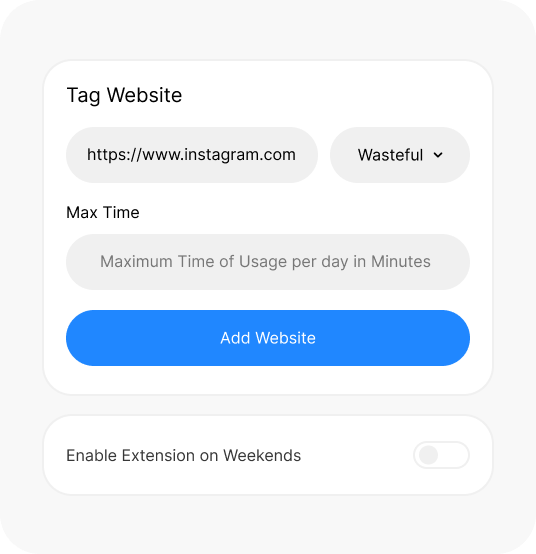 Tag Website
https://www.instagram.com Wasteful
Max Time
Maximum Time of Usage per day in Minutes
Add Website
Enable Extension on Weekends